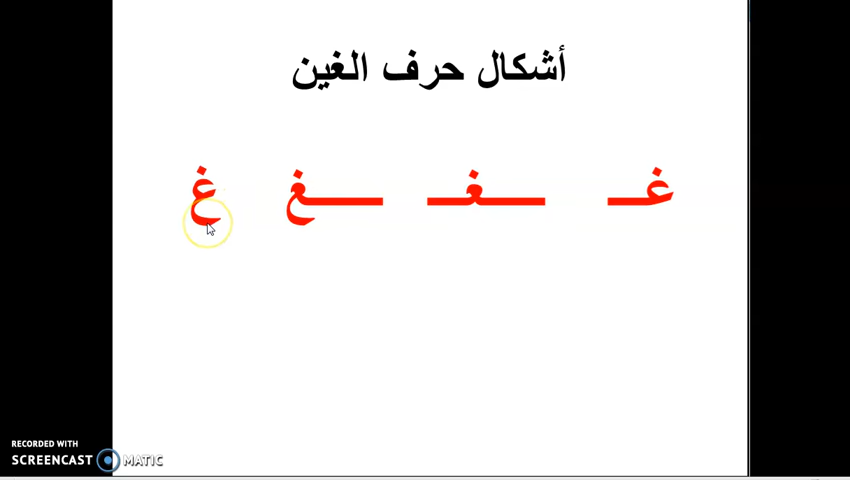 أشكال حرف الغين
غـ ـغـ ـغ غ
RECORDED WITH
SCREENCAST MATIC